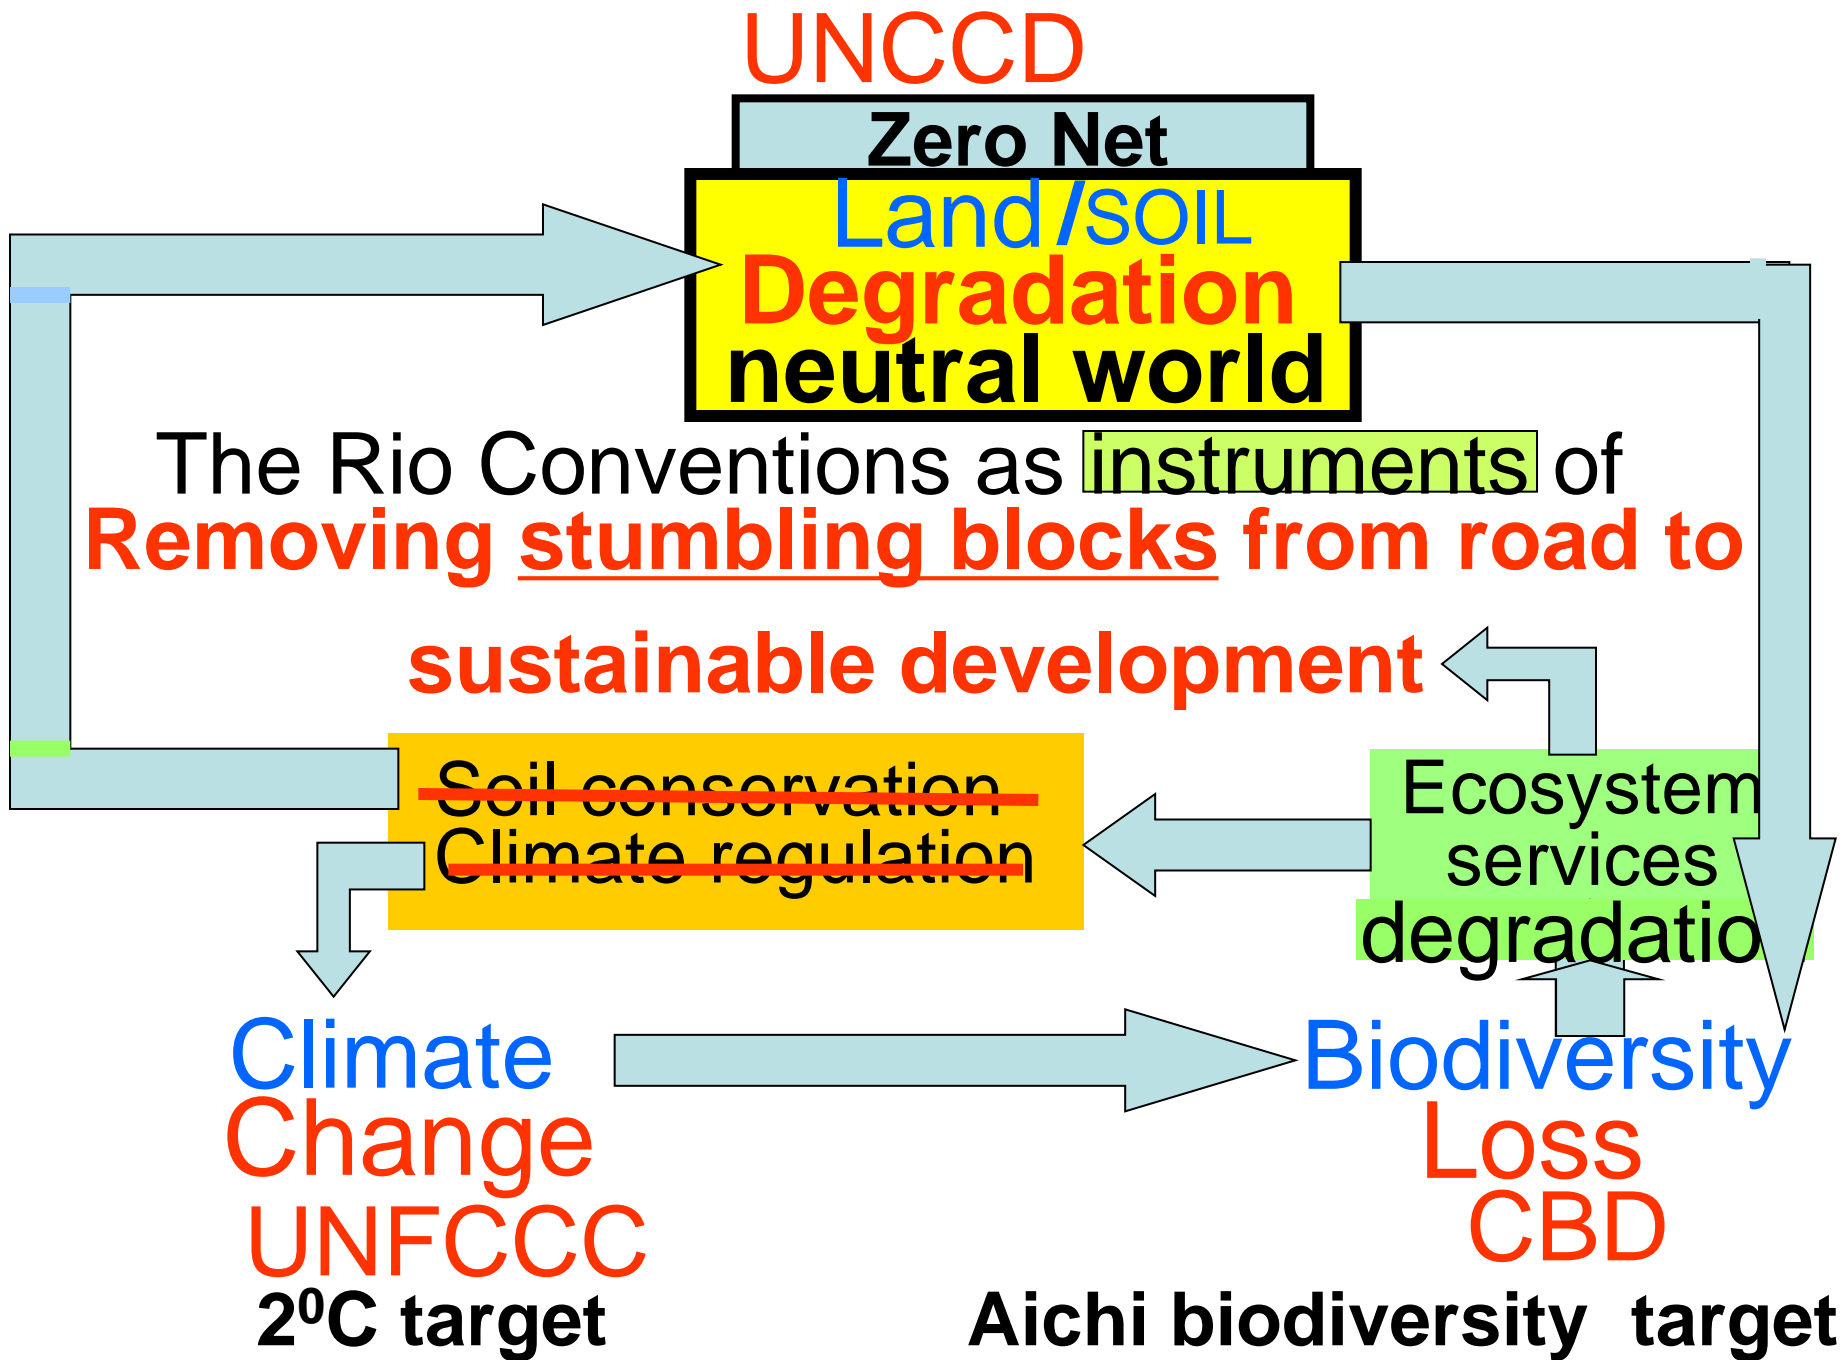 UNCCD
Zero Net
Land/SOIL
Degradation
neutral world
The Rio Conventions as instruments of
Removing stumbling blocks from road to
sustainable development
Soil conservation
Climate regulation
Ecosystem
services
degradatio
Climate
Change
UNFCCC
2⁰C target
Biodiversity
Loss
CBD
Aichi biodiversity target